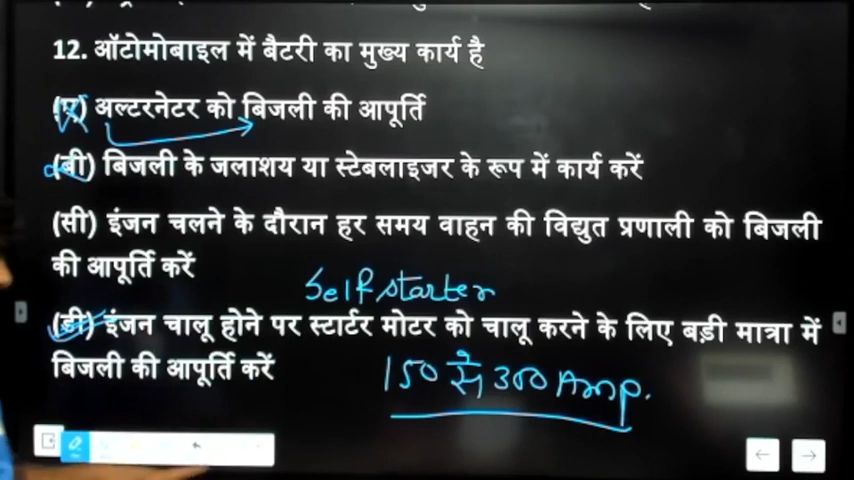 12. ऑटोमोबाइल में बैटरी का मुख्य कार्य है
(ए) अल्टरनेटर को बिजली की आपूर्ति
(बी) बिजली के जलाशय या स्टेबलाइजर के रूप में कार्य करें
(सी) इंजन चलने के दौरान हर समय वाहन की विद्युत प्रणाली को बिजली
की आपूर्ति करें
Self starter
(डी) इंजन चालू होने पर स्टार्टर मोटर को चालू करने के लिए बड़ी मात्रा में
बिजली की आपूर्ति करें
150 से 300 Amp.